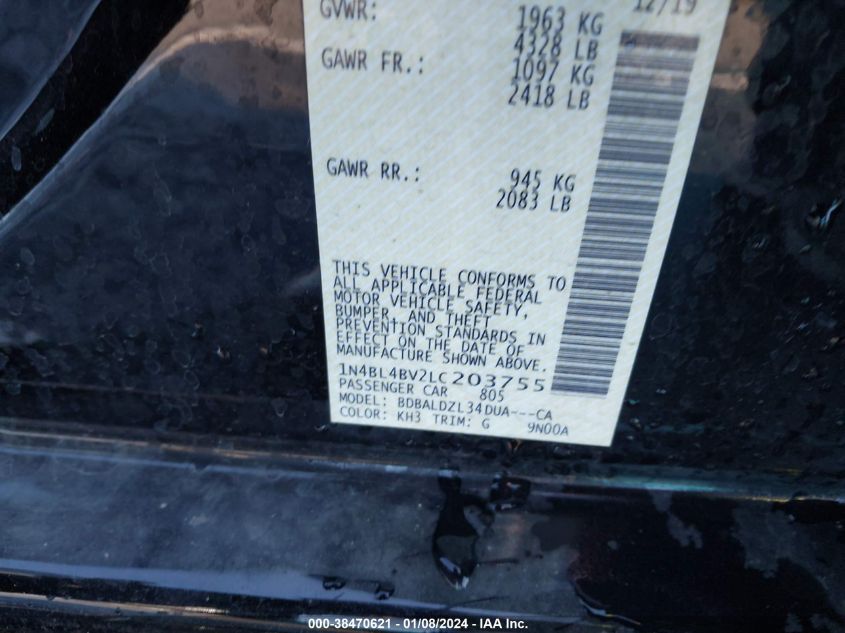 12/19
GVWR: 1963 KG
4328 LB
GAWR FR.: 1097 KG
2418 LB
GAWR RR.: 945 KG
2083 LB
THIS VEHICLE CONFORMS TO
ALL APPLICABLE FEDERAL
MOTOR VEHICLE SAFETY,
BUMPER, AND THEFT
PREVENTION STANDARDS IN
EFFECT ON THE DATE OF
MANUFACTURE SHOWN ABOVE.
1N4BL4BV2LC203755
PASSENGER CAR 805
MODEL: BDBALDZL34DUA---CA
COLOR: KH3 TRIM: G 9N00A
000-38470621 - 01/08/2024 - IAA Inc.